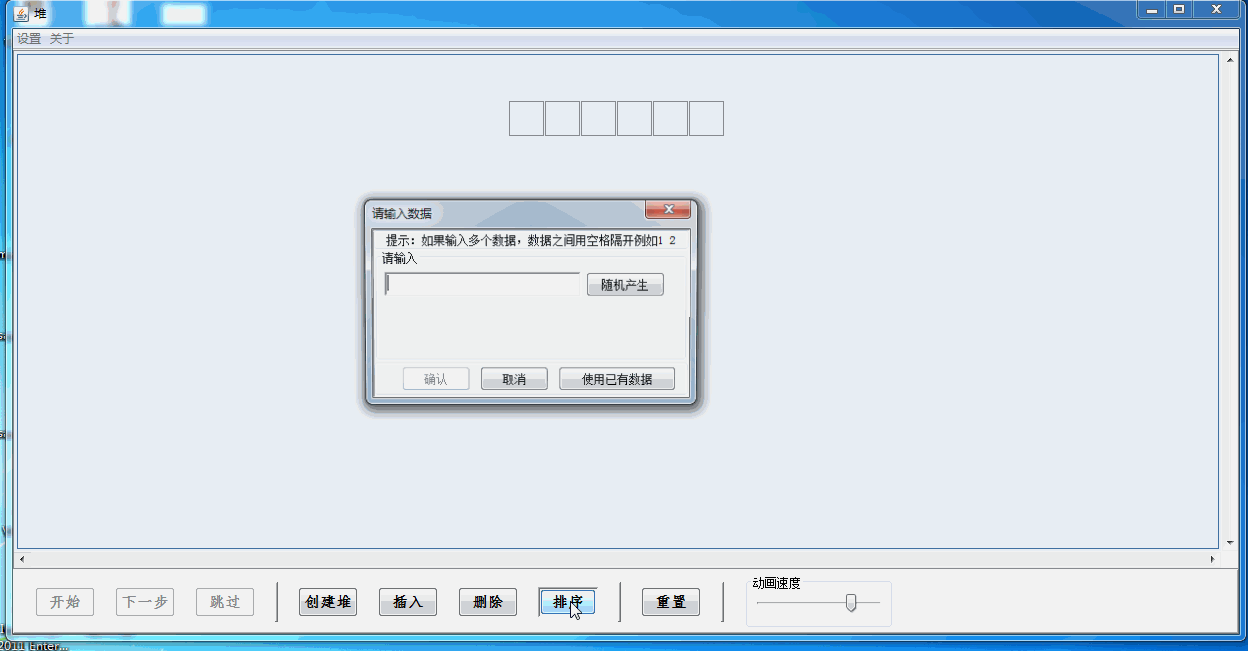 堆
设置 关于
请输入数据
提示：如果输入多个数据，数据之间用空格隔开例如1 2
请输入
随机产生
确认 取消 使用已有数据
动画速度
开始 下一步 跳过 创建堆 插入 删除 排序 重置
2011 Enter...